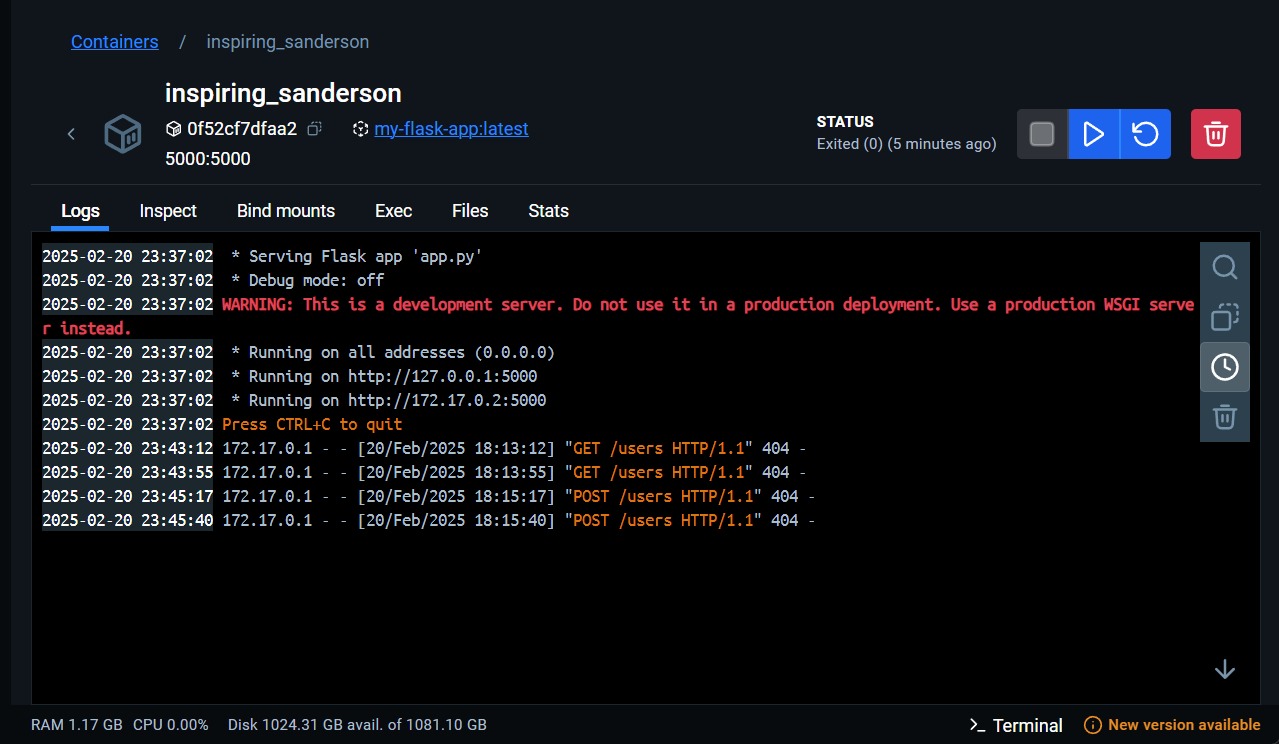 Containers / inspiring_sanderson
inspiring_sanderson
0f52cf7dfaa2 my-flask-app:latest
5000:5000
STATUS
Exited (0) (5 minutes ago)
Logs Inspect Bind mounts Exec Files Stats
2025-02-20 23:37:02  * Serving Flask app 'app.py'
2025-02-20 23:37:02  * Debug mode: off
2025-02-20 23:37:02 WARNING: This is a development server. Do not use it in a production deployment. Use a production WSGI serve
r instead.
2025-02-20 23:37:02  * Running on all addresses (0.0.0.0)
2025-02-20 23:37:02  * Running on http://127.0.0.1:5000
2025-02-20 23:37:02  * Running on http://172.17.0.2:5000
2025-02-20 23:37:02 Press CTRL+C to quit
2025-02-20 23:43:12 172.17.0.1 - - [20/Feb/2025 18:13:12] "GET /users HTTP/1.1" 404 -
2025-02-20 23:43:55 172.17.0.1 - - [20/Feb/2025 18:13:55] "GET /users HTTP/1.1" 404 -
2025-02-20 23:45:17 172.17.0.1 - - [20/Feb/2025 18:15:17] "POST /users HTTP/1.1" 404 -
2025-02-20 23:45:40 172.17.0.1 - - [20/Feb/2025 18:15:40] "POST /users HTTP/1.1" 404 -
RAM 1.17 GB CPU 0.00% Disk 1024.31 GB avail. of 1081.10 GB >_ Terminal New version available